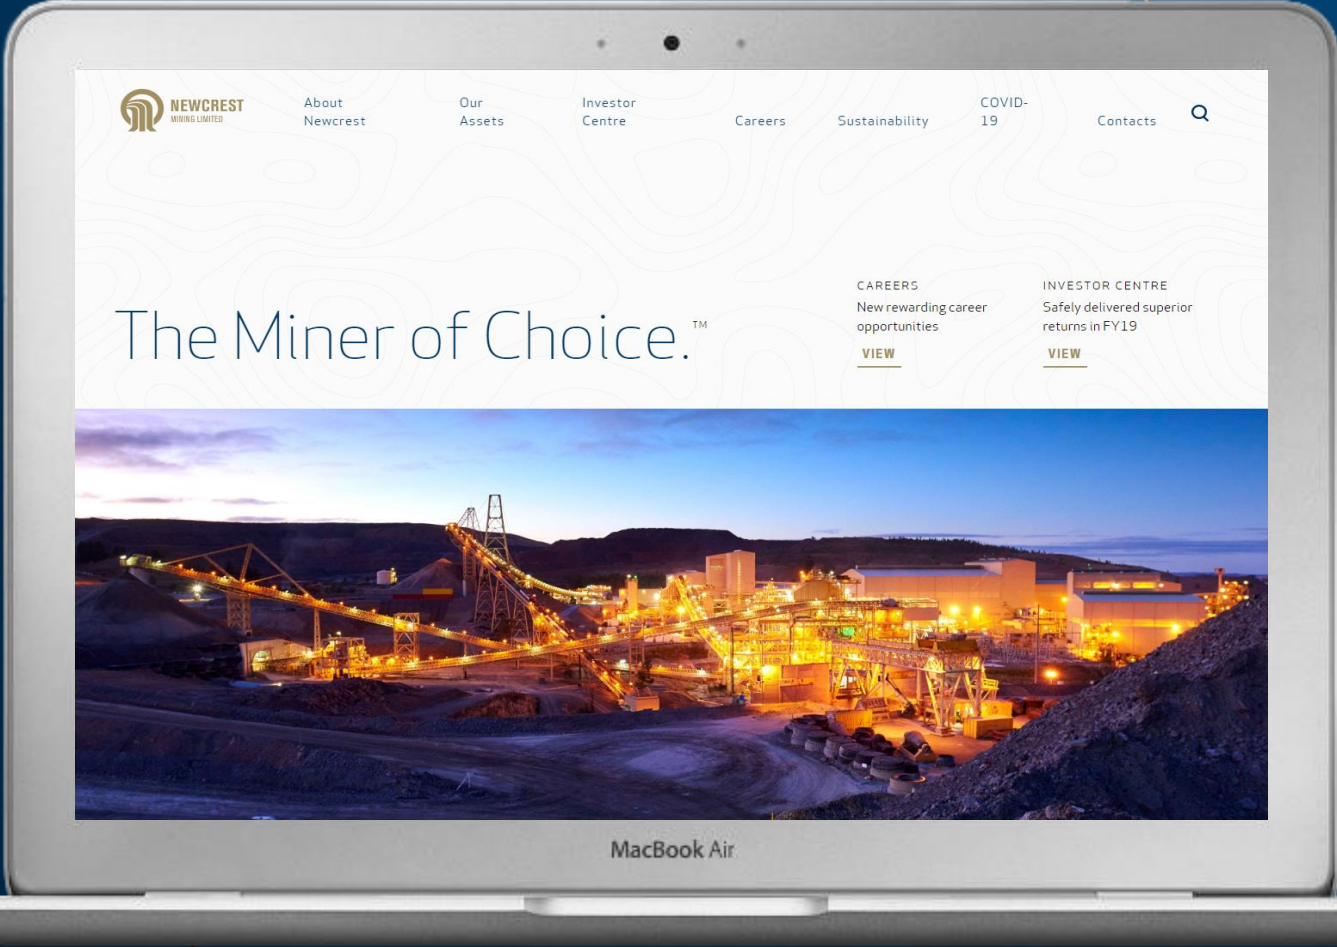 NEWCREST
MINING LIMITED
About
Newcrest
Our
Assets
Investor
Centre
Careers
Sustainability
COVID-
19
Contacts
The Miner of Choice.™
CAREERS
New rewarding career
opportunities
VIEW
INVESTOR CENTRE
Safely delivered superior
returns in FY19
VIEW
MacBook Air